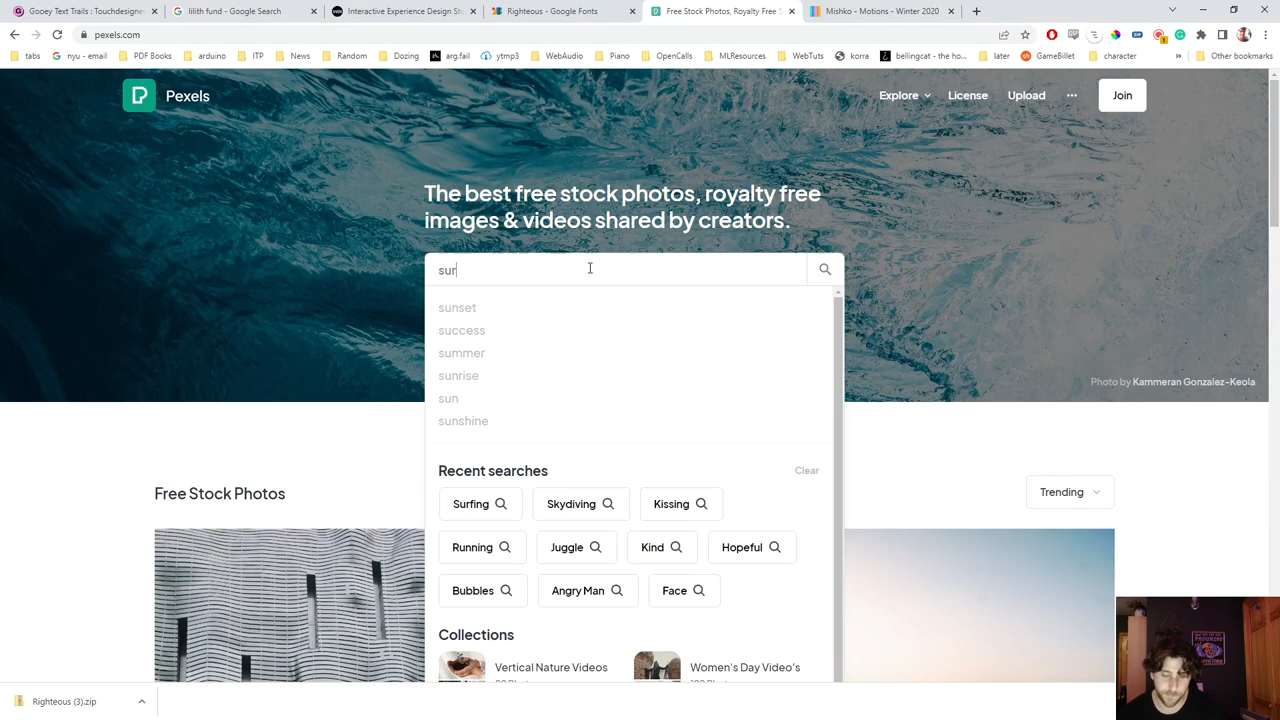 Gooey Text Trails : Touchdesigne
lilith fund - Google Search
Interactive Experience Design Stu
Righteous - Google Fonts
Free Stock Photos, Royalty Free S
Mishko - Motions - Winter 2020
pexels.com
tabs
nyu - email
PDF Books
arduino
ITP
News
Random
Dozing
arg.fail
ytmp3
WebAudio
Piano
OpenCalls
MLResources
WebTuts
korra
bellingcat - the ho...
later
GameBillet
character
»
Other bookmarks
Pexels
Explore
License
Upload
...
Join
The best free stock photos, royalty free
images & videos shared by creators.
sur
sunset
success
summer
sunrise
sun
sunshine
Photo by Kammeran Gonzalez-Keola
Recent searches
Clear
Surfing
Skydiving
Kissing
Running
Juggle
Kind
Hopeful
Bubbles
Angry Man
Face
Collections
Vertical Nature Videos
Women's Day Video's
Free Stock Photos
Trending
Righteous (3).zip